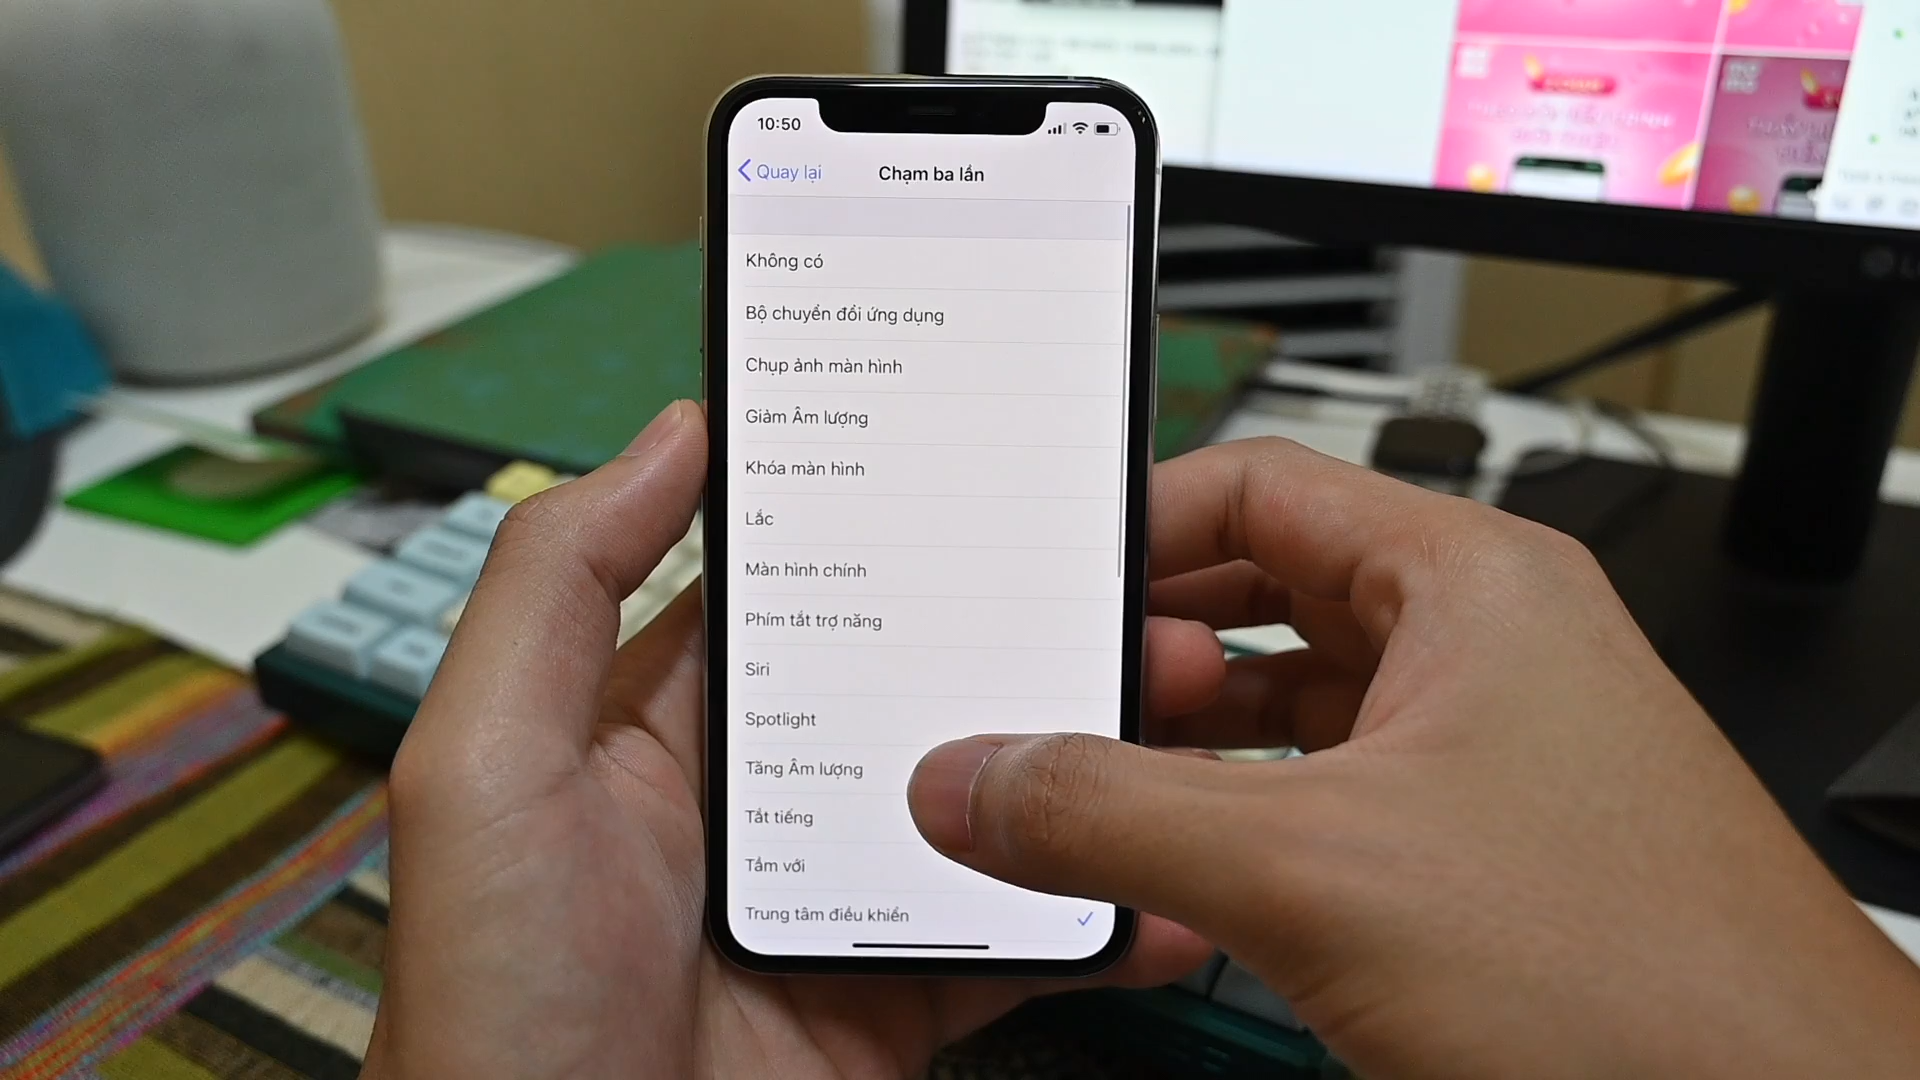 10:50
Quay lại
Chạm ba lần
Không có
Bộ chuyển đổi ứng dụng
Chụp ảnh màn hình
Giảm Âm lượng
Khóa màn hình
Lắc
Màn hình chính
Phím tắt trợ năng
Siri
Spotlight
Tăng Âm lượng
Tắt tiếng
Tầm với
Trung tâm điều khiển